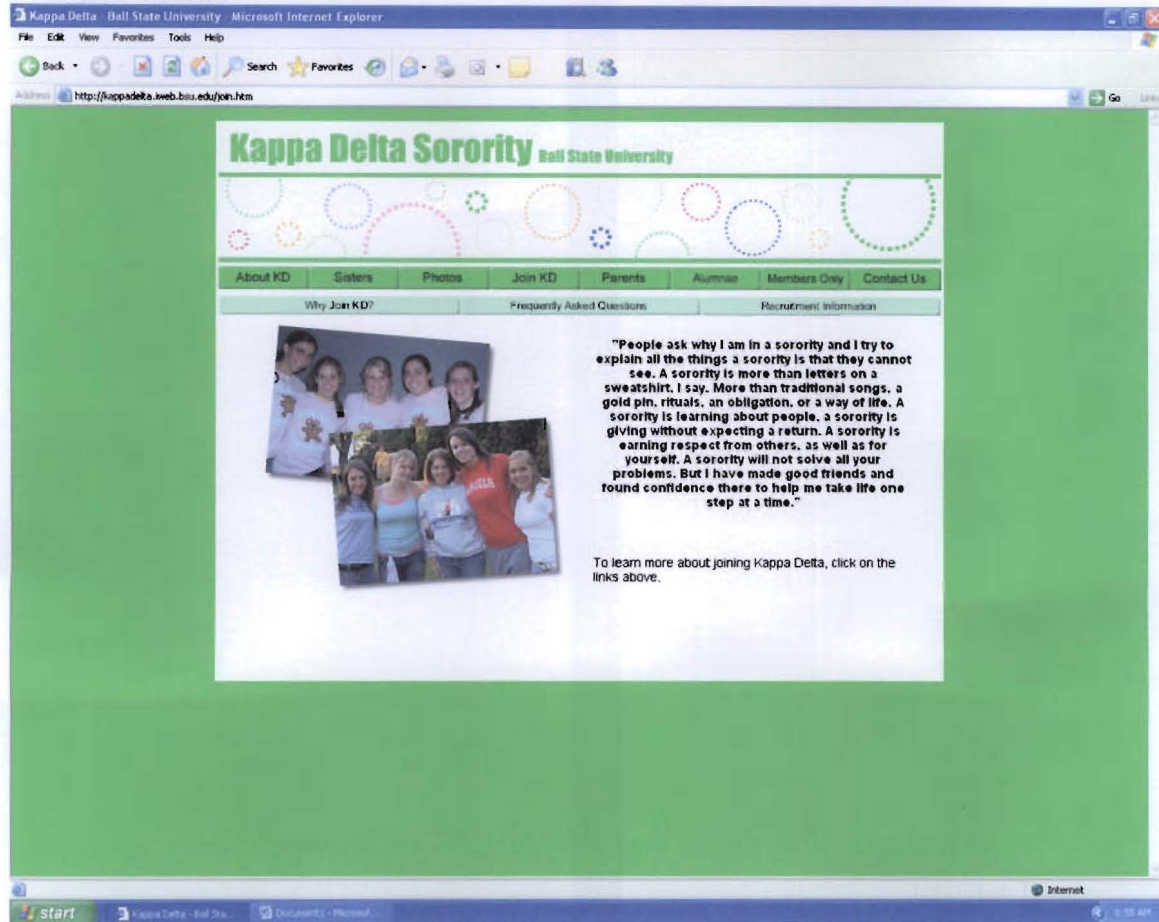 Kappa Delta - Ball State University - Microsoft Internet Explorer
File Edit View Favorites Tools Help
Back Search Favorites
Address http://kappadelta.iweb.bsu.edu/join.htm Go Links
Kappa Delta Sorority Ball State University
About KD Sisters Photos Join KD Parents Alumnae Members Only Contact Us
Why Join KD? Frequently Asked Questions Recruitment Information
"People ask why I am in a sorority and I try to
explain all the things a sorority is that they cannot
see. A sorority is more than letters on a
sweatshirt, I say. More than traditional songs, a
gold pin, rituals, an obligation, or a way of life. A
sorority is learning about people, a sorority is
giving without expecting a return. A sorority is
earning respect from others, as well as for
yourself. A sorority will not solve all your
problems. But I have made good friends and
found confidence there to help me take life one
step at a time."
To learn more about joining Kappa Delta, click on the
links above.
Internet
start Kappa Delta - Ball Sta... Document1 - Microsof...